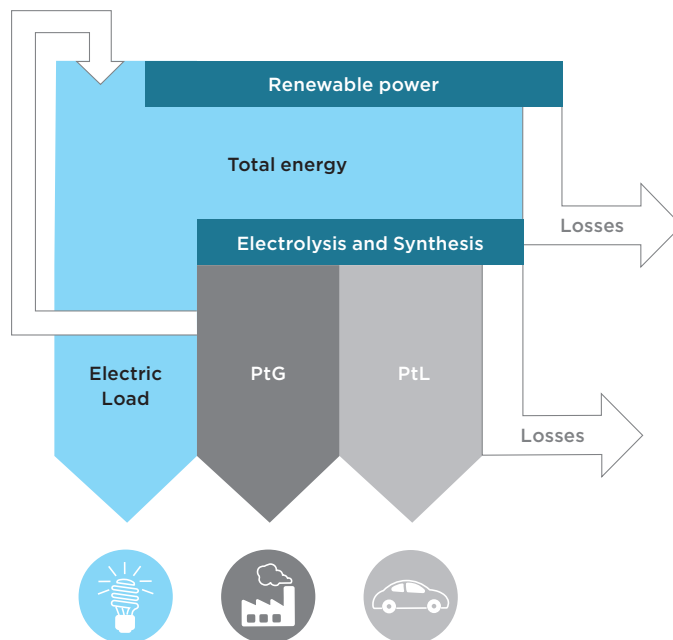 Renewable power
Total energy
Losses
Electrolysis and Synthesis
Electric
Load
PtG
PtL
Losses